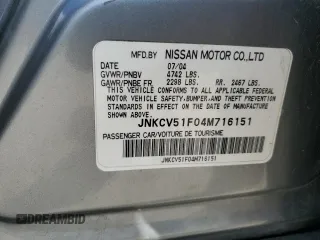 MFD. BY NISSAN MOTOR CO.,LTD
DATE 07/04
GVWR/PNBV 4742 LBS.
GAWR/PNBE FR. 2298 LBS. RR. 2467 LBS.
THIS VEHICLE CONFORMS TO ALL APPLICABLE FEDERAL
MOTOR VEHICLE SAFETY, BUMPER, AND THEFT PREVENTION
STANDARDS IN EFFECT ON THE DATE OF MANUFACTURE
SHOWN ABOVE.
JNKCV51F04M716151
PASSENGER CAR/VOITURE DE TOURISME
JNKCV51F04M716151
DREAMBID